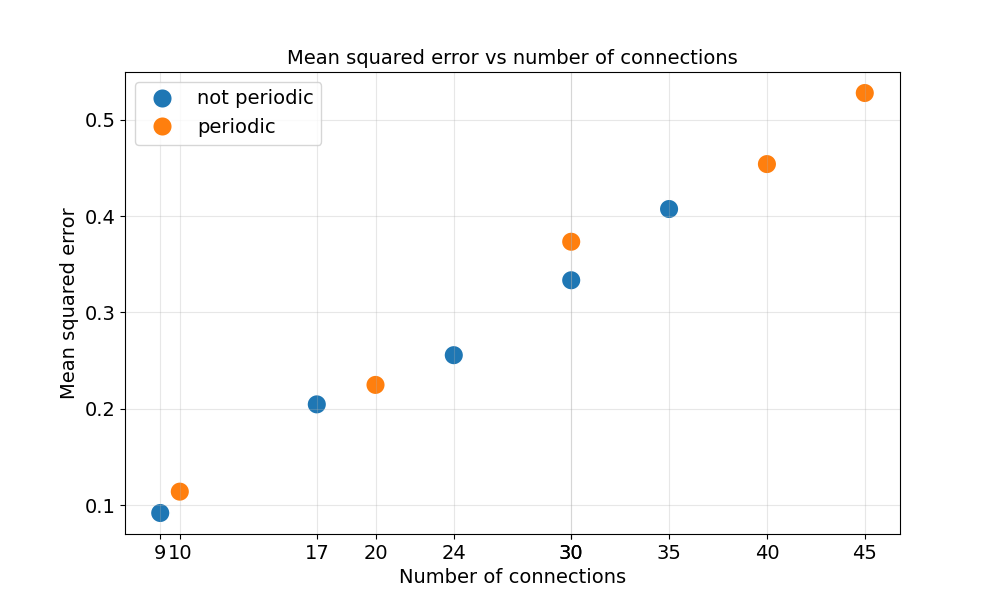 Mean squared error vs number of connections
not periodic
periodic
Mean squared error
0.5
0.4
0.3
0.2
0.1
9 10 17 20 24 30 35 40 45
Number of connections